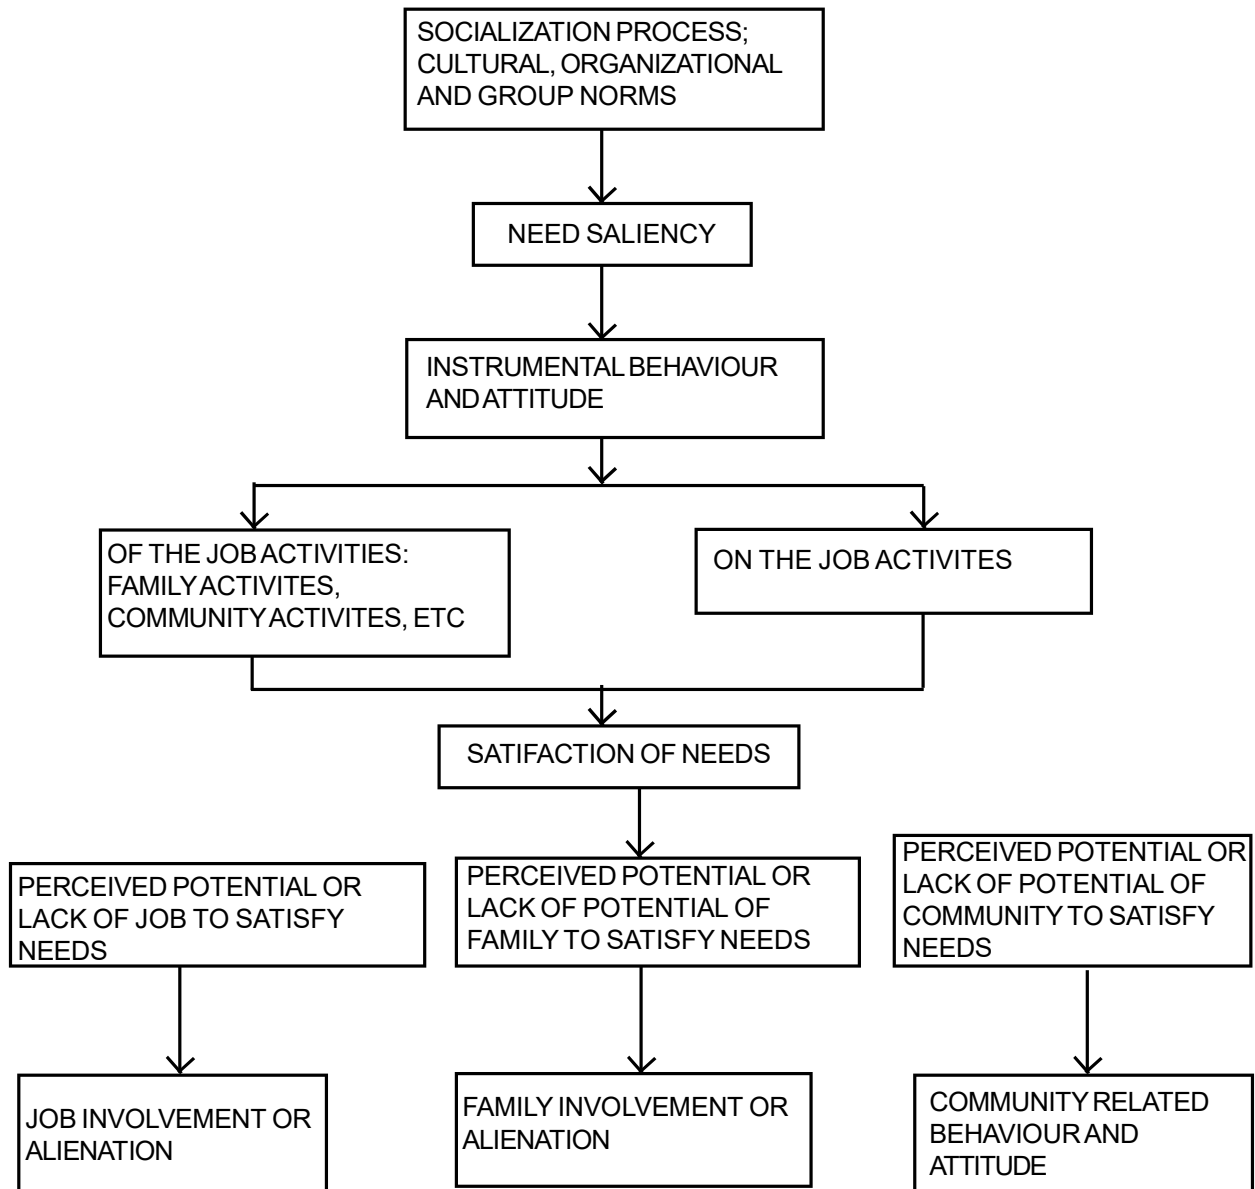 SOCIALIZATION PROCESS;
CULTURAL, ORGANIZATIONAL
AND GROUP NORMS
NEED SALIENCY
INSTRUMENTAL BEHAVIOUR
AND ATTITUDE
OF THE JOB ACTIVITIES:
FAMILY ACTIVITES,
COMMUNITY ACTIVITES, ETC
ON THE JOB ACTIVITES
SATIFACTION OF NEEDS
PERCEIVED POTENTIAL OR
LACK OF JOB TO SATISFY
NEEDS
PERCEIVED POTENTIAL OR
LACK OF POTENTIAL OF
FAMILY TO SATISFY NEEDS
PERCEIVED POTENTIAL OR
LACK OF POTENTIAL OF
COMMUNITY TO SATISFY
NEEDS
JOB INVOLVEMENT OR
ALIENATION
FAMILY INVOLVEMENT OR
ALIENATION
COMMUNITY RELATED
BEHAVIOUR AND
ATTITUDE